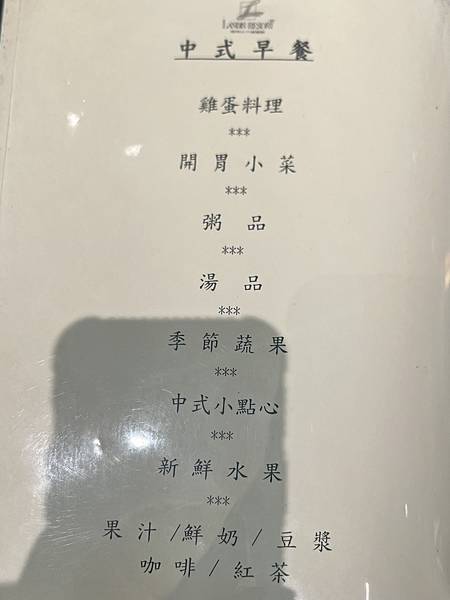 中式早餐
雞蛋料理
***
開胃小菜
***
粥 品
***
湯 品
***
季節蔬果
***
中式小點心
***
新鮮水果
***
果汁/鮮奶/豆漿
咖啡/紅茶